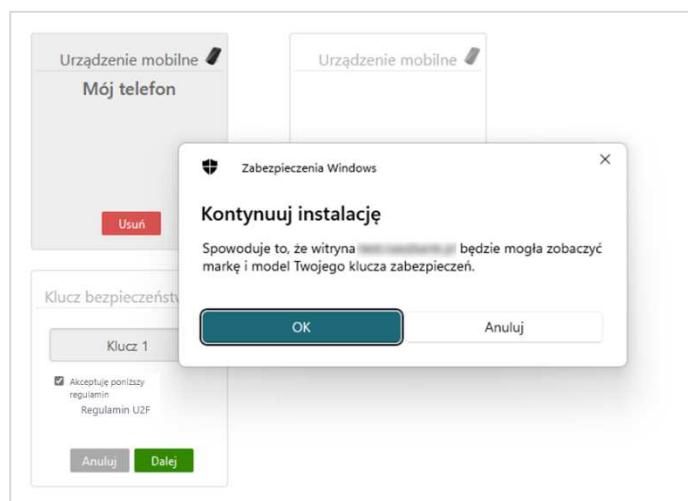 Urządzenie mobilne
Mój telefon
Usuń
Urządzenie mobilne
Zabezpieczenia Windows
Kontynuuj instalację
Spowoduje to, że witryna będzie mogła zobaczyć
markę i model Twojego klucza zabezpieczeń.
OK
Anuluj
Klucz bezpieczeństw
Klucz 1
Akceptuję poniższy
regulamin
Regulamin U2F
Anuluj
Dalej